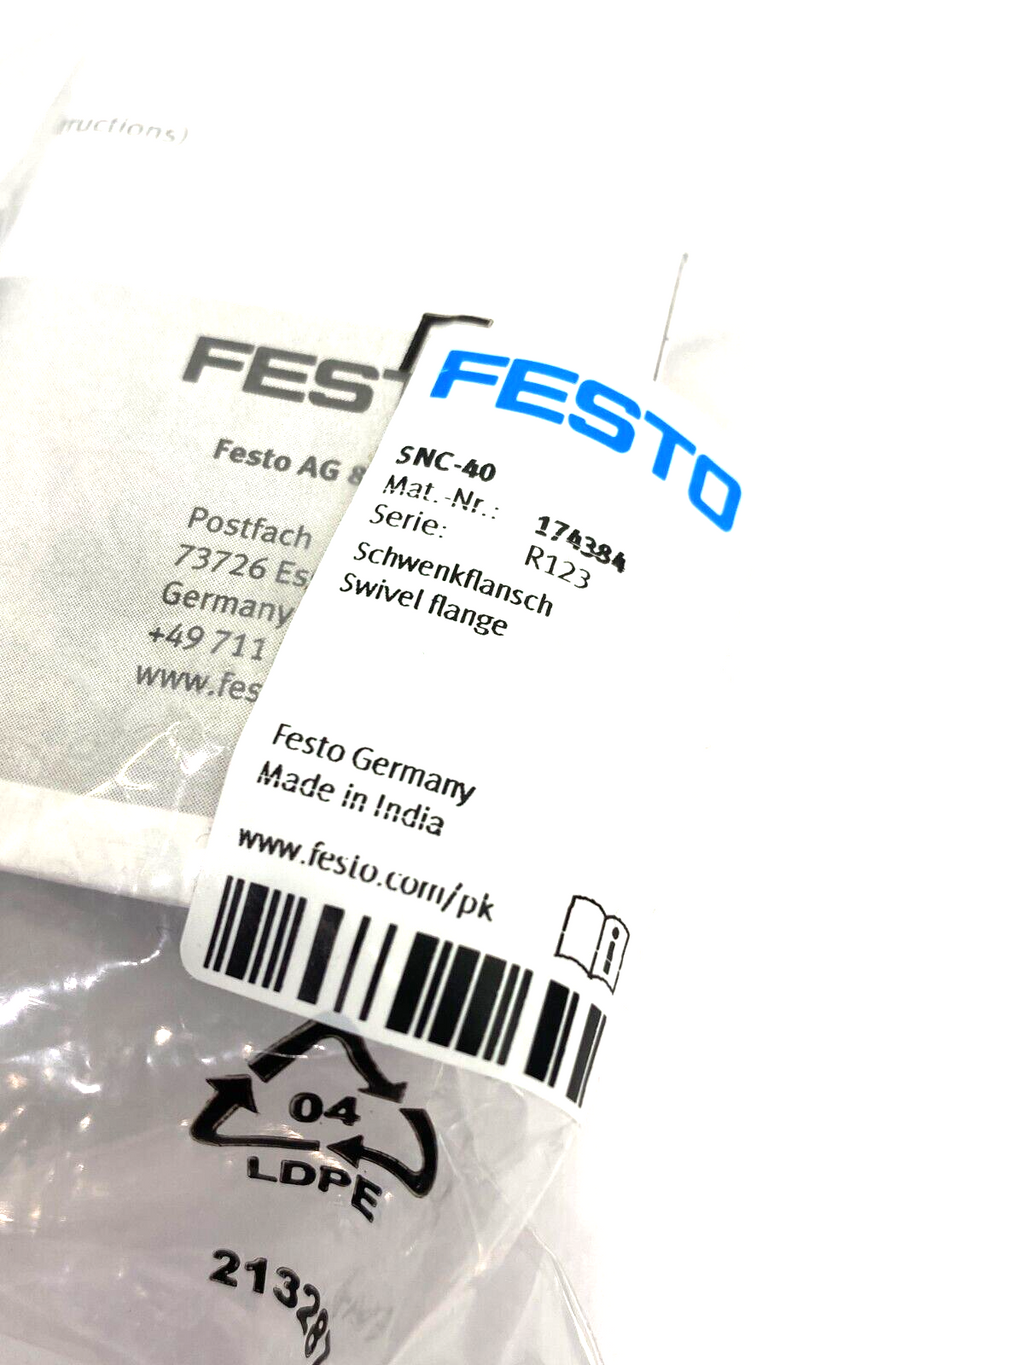 ructions)
FEST
Festo AG &
Postfach
73726 Es
Germany
+49 711
www.fes
FESTO
SNC-40
Mat.-Nr.: 174384
Serie: R123
Schwenkflansch
Swivel flange
Festo Germany
Made in India
www.festo.com/pk
i
04
LDPE
21328